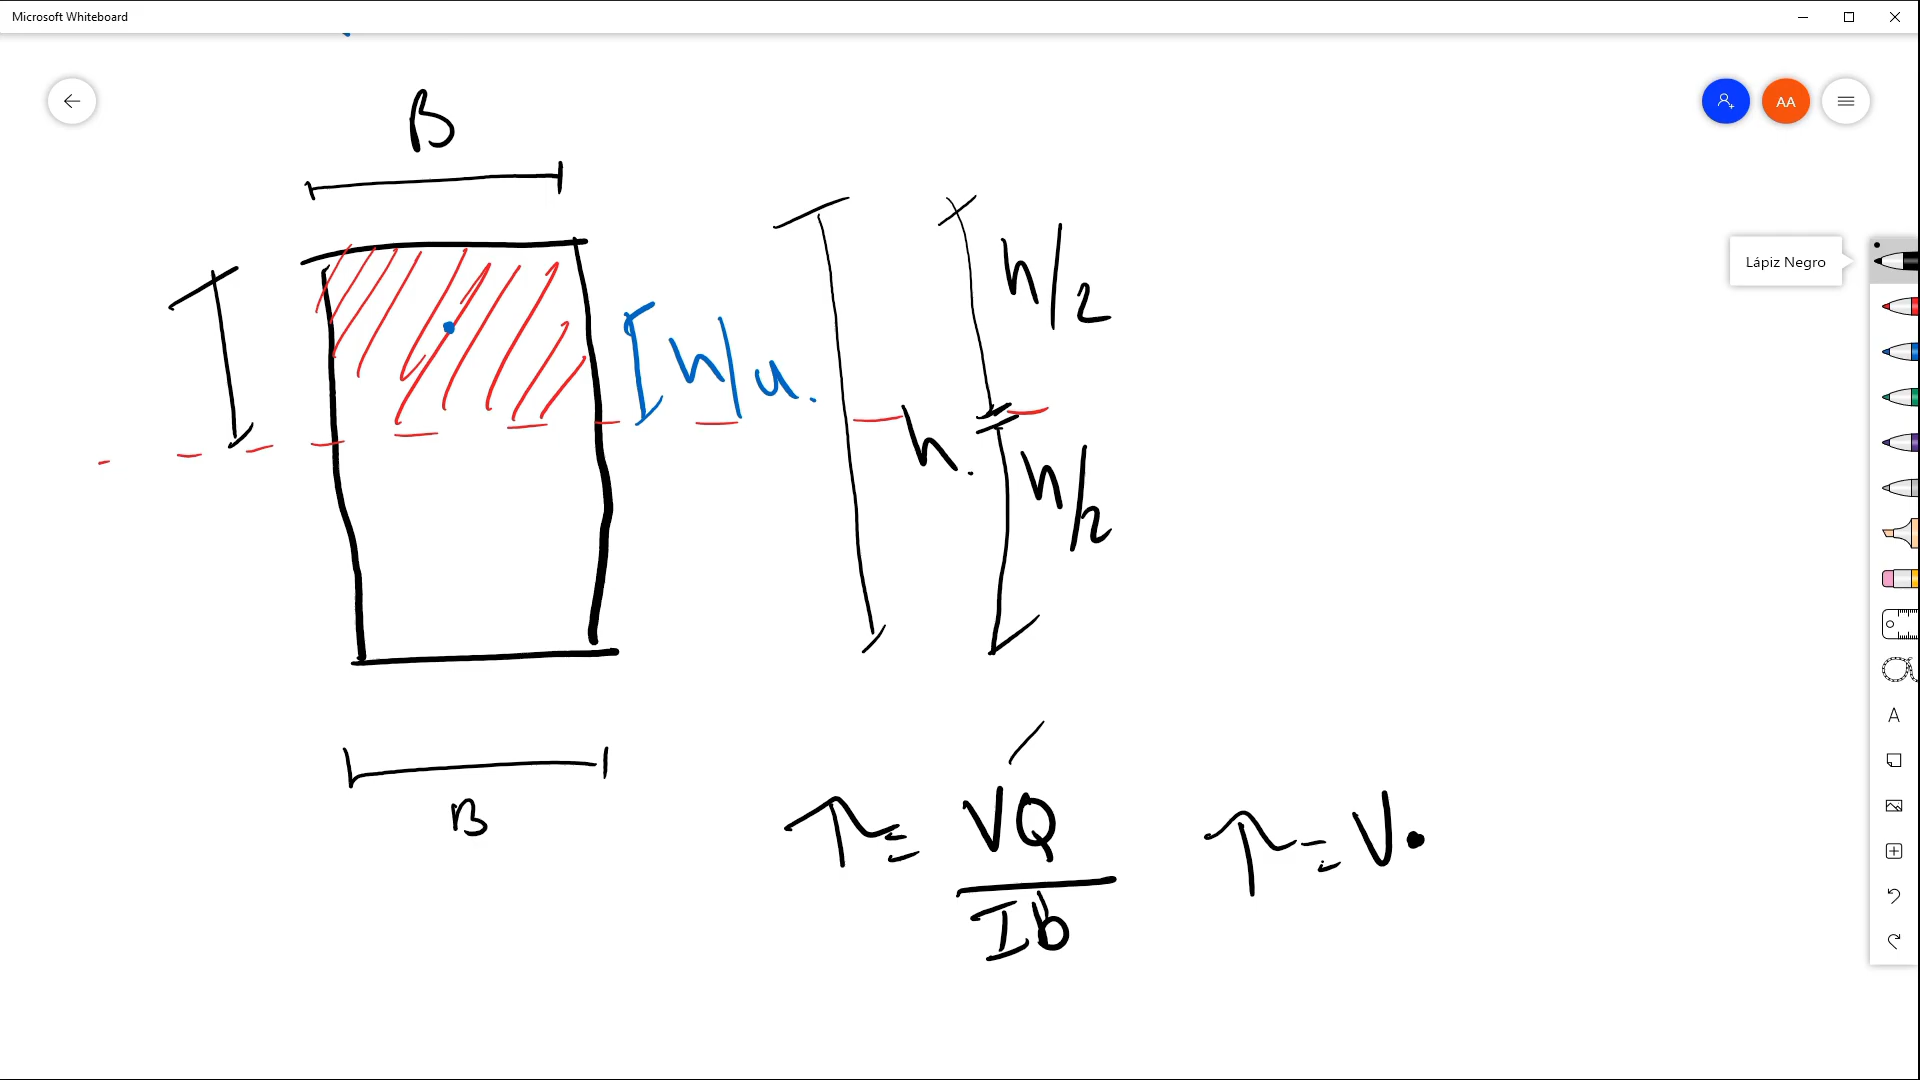 Microsoft Whiteboard
B
AA
h/2
Lápiz Negro
h/4.
h.
h/2
B
τ = VQ
Ib
τ = V•
A